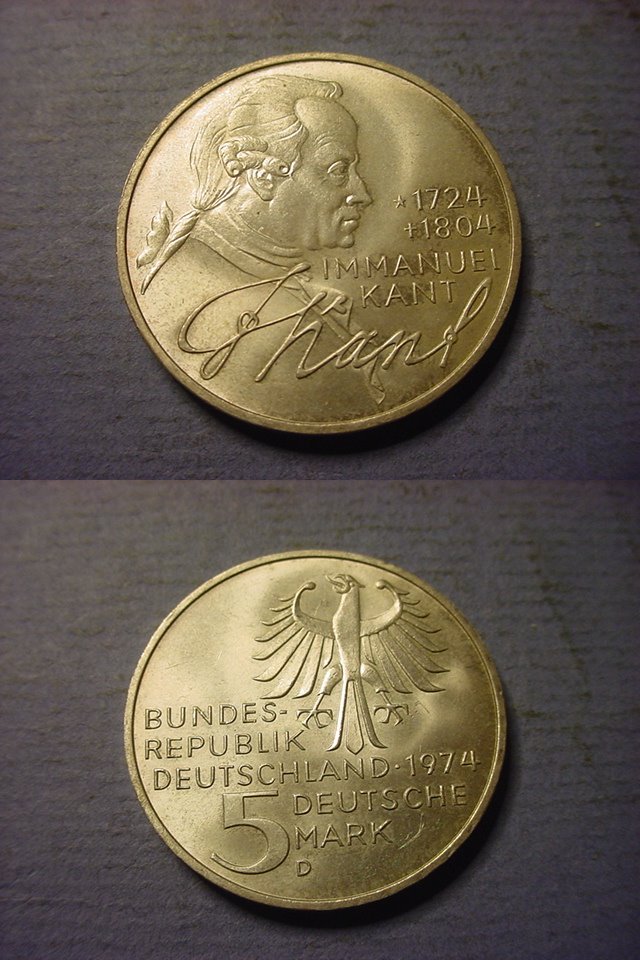 *1724
+1804
IMMANUEL
KANT
I Kant
BUNDES-
REPUBLIK
DEUTSCHLAND·1974
5 DEUTSCHE
MARK
D